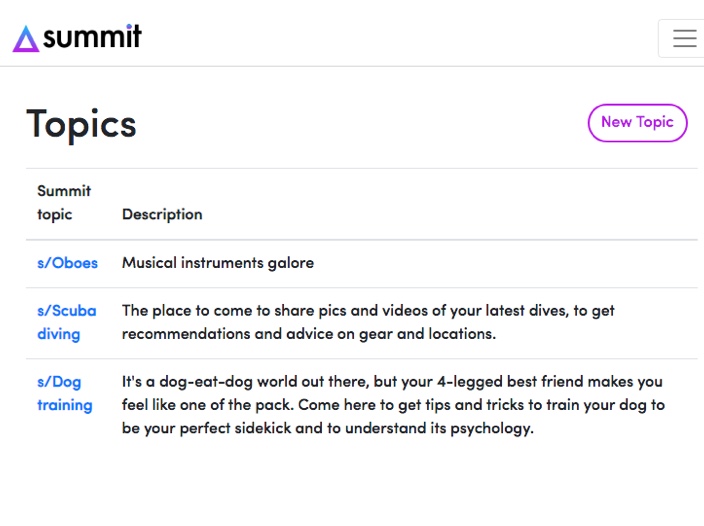 summit
Topics
New Topic
Summit
topic
Description
s/Oboes
Musical instruments galore
s/Scuba
diving
The place to come to share pics and videos of your latest dives, to get
recommendations and advice on gear and locations.
s/Dog
training
It's a dog-eat-dog world out there, but your 4-legged best friend makes you
feel like one of the pack. Come here to get tips and tricks to train your dog to
be your perfect sidekick and to understand its psychology.